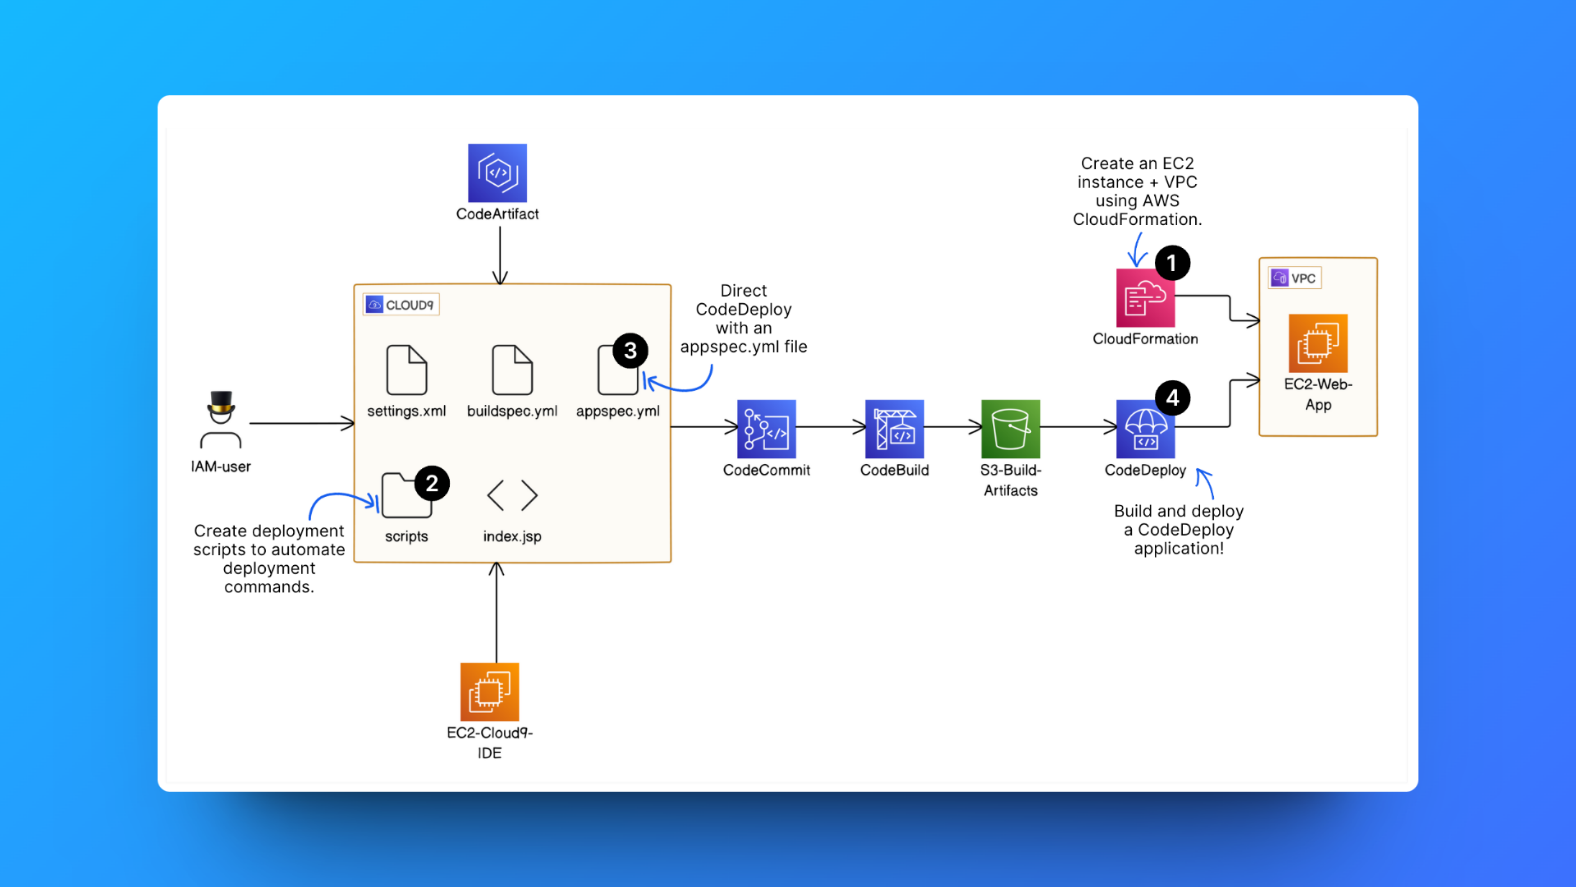 CodeArtifact
Create an EC2
instance + VPC
using AWS
CloudFormation.
1
VPC
CloudFormation
EC2-Web-
App
CLOUD9
Direct
CodeDeploy
with an
appspec.yml file
3
settings.xml
buildspec.yml
appspec.yml
IAM-user
2
scripts
index.jsp
Create deployment
scripts to automate
deployment
commands.
CodeCommit
CodeBuild
S3-Build-
Artifacts
4
CodeDeploy
Build and deploy
a CodeDeploy
application!
EC2-Cloud9-
IDE